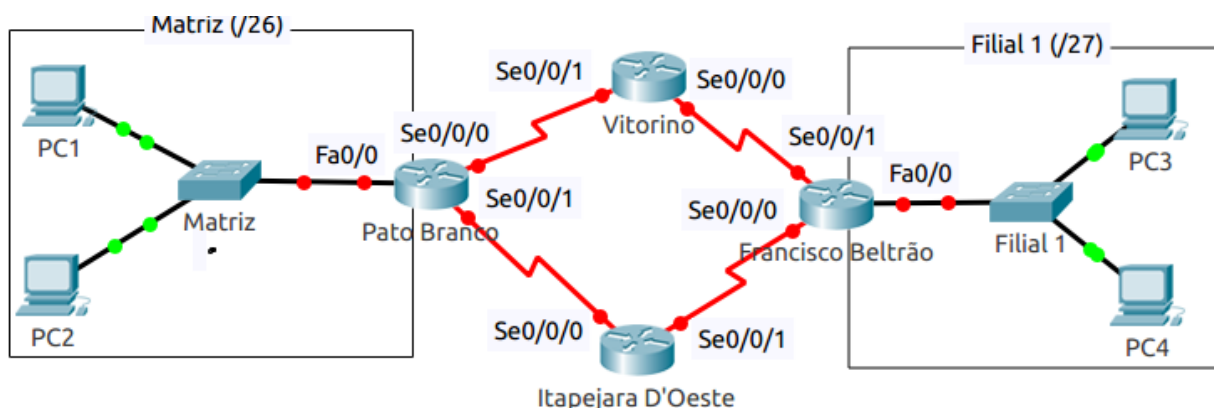 Matriz (/26)
Filial 1 (/27)
Se0/0/1
Se0/0/0
Vitorino
PC1
Fa0/0
Se0/0/0
Se0/0/1
PC3
Matriz
Se0/0/1
Pato Branco
Se0/0/0
Fa0/0
Francisco Beltrão
Filial 1
PC2
Se0/0/0
Se0/0/1
PC4
Itapejara D'Oeste